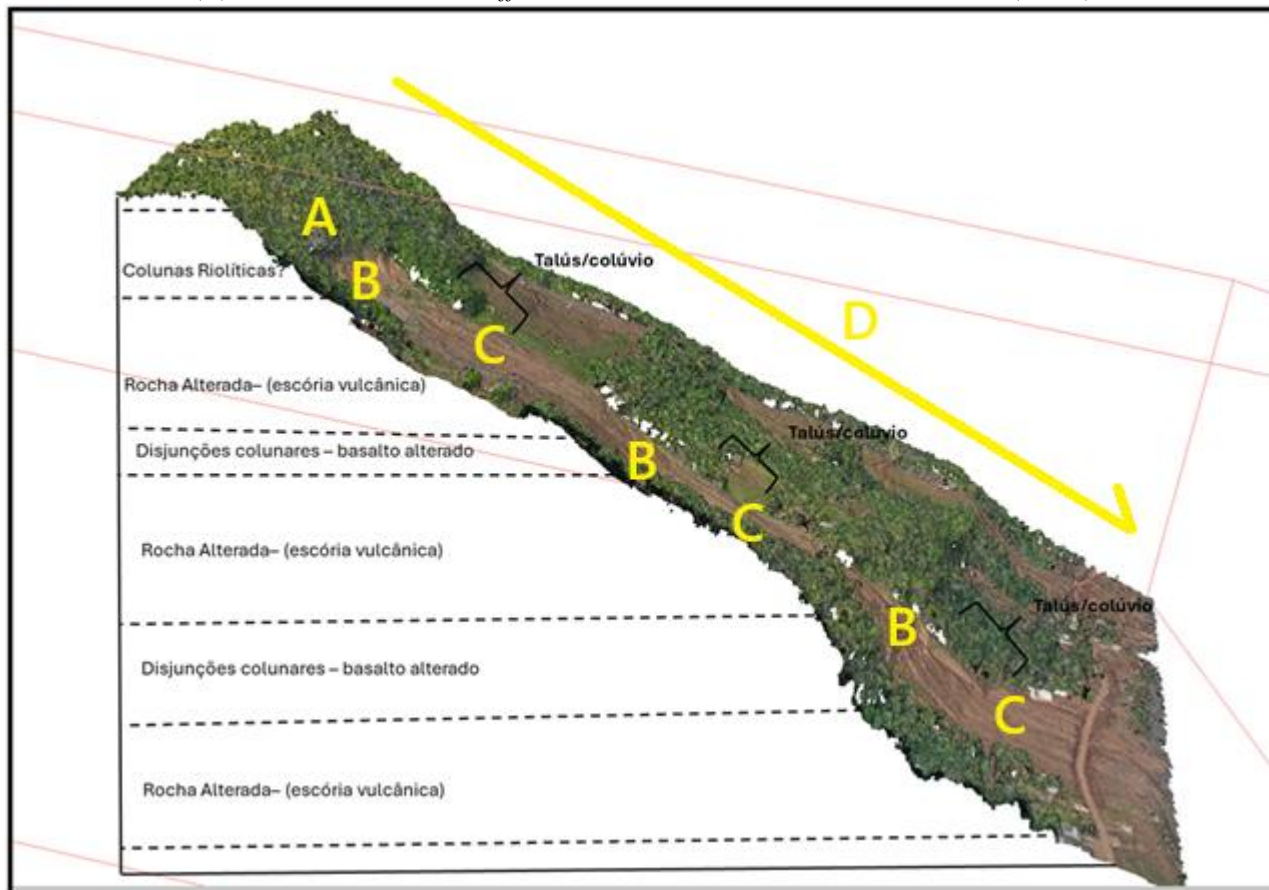 A
Colunas Riolíticas?
B
Talús/colúvio
D
C
Rocha Alterada– (escória vulcânica)
Talús/colúvio
Disjunções colunares – basalto alterado
B
C
Rocha Alterada– (escória vulcânica)
Talús/colúvio
B
Disjunções colunares – basalto alterado
C
Rocha Alterada– (escória vulcânica)